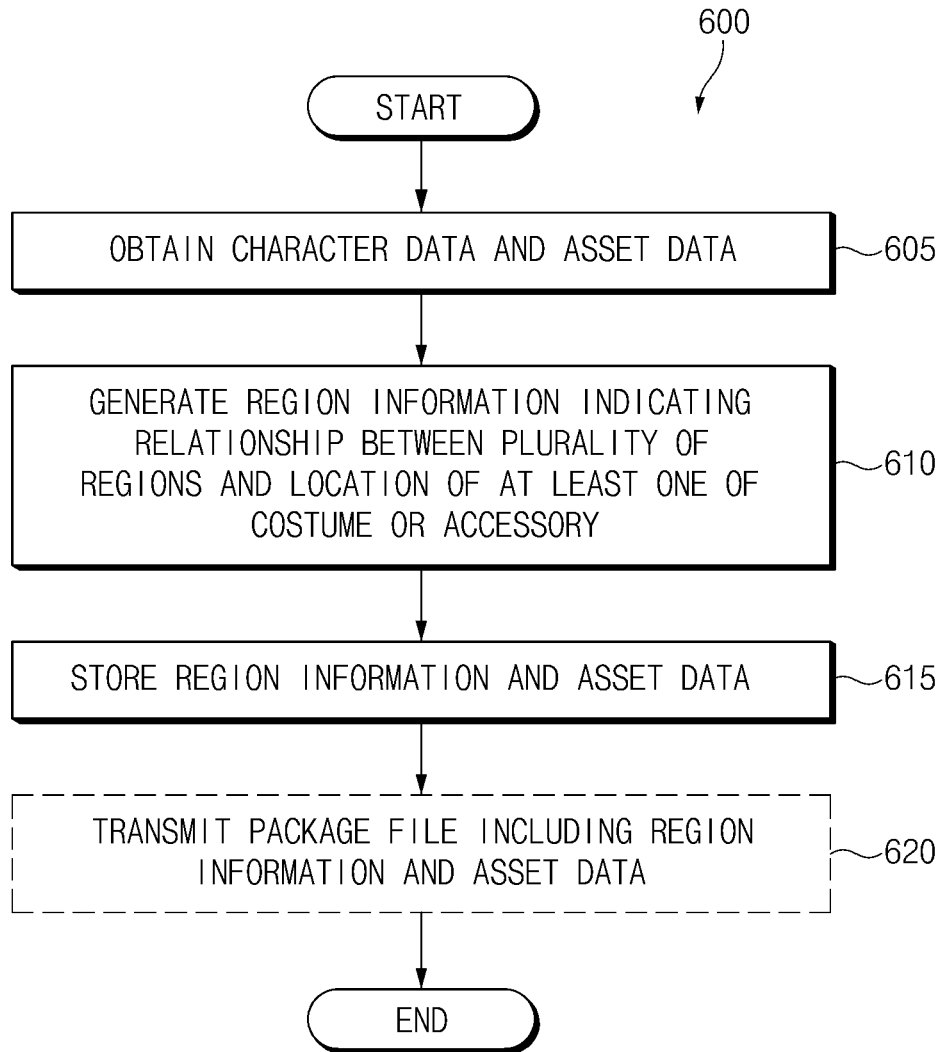 600
START
OBTAIN CHARACTER DATA AND ASSET DATA
605
GENERATE REGION INFORMATION INDICATING
RELATIONSHIP BETWEEN PLURALITY OF
REGIONS AND LOCATION OF AT LEAST ONE OF
COSTUME OR ACCESSORY
610
STORE REGION INFORMATION AND ASSET DATA
615
TRANSMIT PACKAGE FILE INCLUDING REGION
INFORMATION AND ASSET DATA
620
END